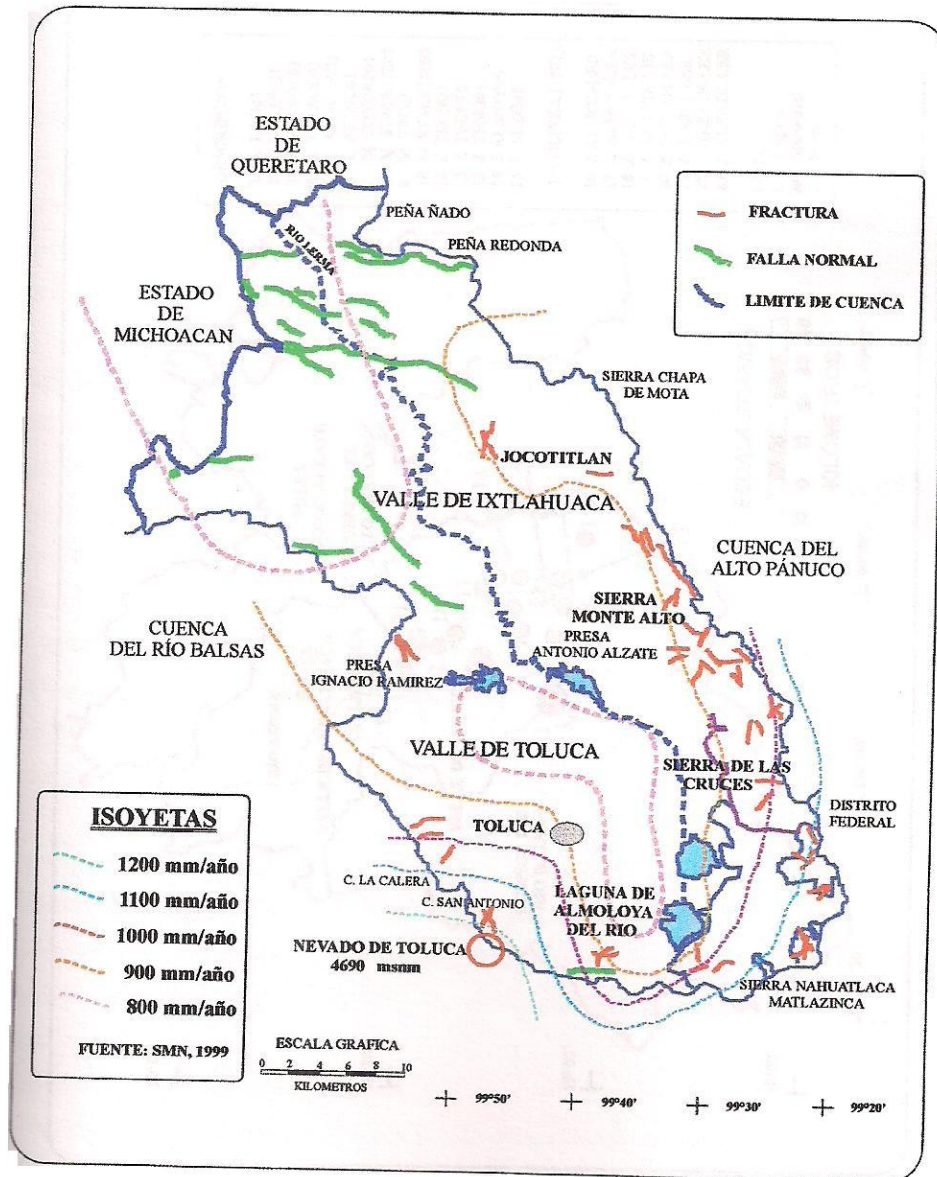 ESTADO
DE
QUERETARO
PEÑA ÑADO
PEÑA REDONDA
RIO LERMA
FRACTURA
FALLA NORMAL
LIMITE DE CUENCA
ESTADO
DE
MICHOACAN
SIERRA CHAPA
DE MOTA
JOCOTITLAN
VALLE DE IXTLAHUACA
CUENCA DEL
ALTO PÁNUCO
SIERRA
MONTE ALTO
CUENCA
DEL RÍO BALSAS
PRESA
ANTONIO ALZATE
PRESA
IGNACIO RAMIREZ
VALLE DE TOLUCA
SIERRA DE LAS
CRUCES
DISTRITO
FEDERAL
TOLUCA
C. LA CALERA
C. SAN ANTONIO
LAGUNA DE
ALMOLOYA
DEL RIO
NEVADO DE TOLUCA
4690 msnm
SIERRA NAHUATLACA
MATLAZINCA
ISOYETAS
1200 mm/año
1100 mm/año
1000 mm/año
900 mm/año
800 mm/año
FUENTE: SMN, 1999
ESCALA GRAFICA
0 2 4 6 8 10
KILOMETROS
99°50' 99°40' 99°30' 99°20'